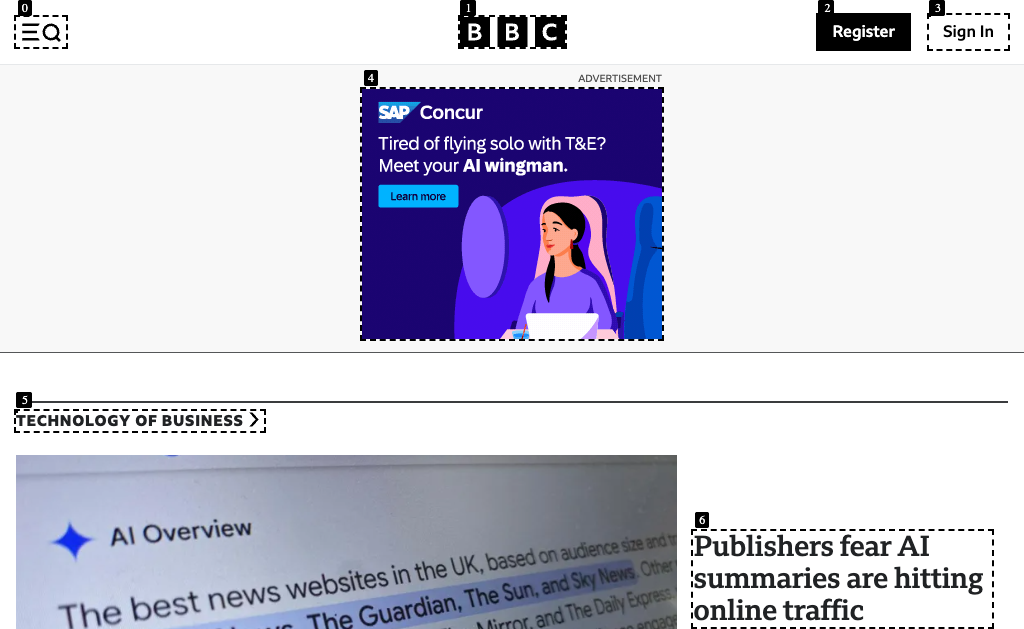 0
1
2
3
BBC
Register
Sign In
4
ADVERTISEMENT
SAP Concur
Tired of flying solo with T&E?
Meet your AI wingman.
Learn more
5
TECHNOLOGY OF BUSINESS
AI Overview
The best news websites in the UK, based on audience size and
The Guardian, The Sun, and Sky News. Other
Mirror, and The Daily Express
6
Publishers fear AI
summaries are hitting
online traffic